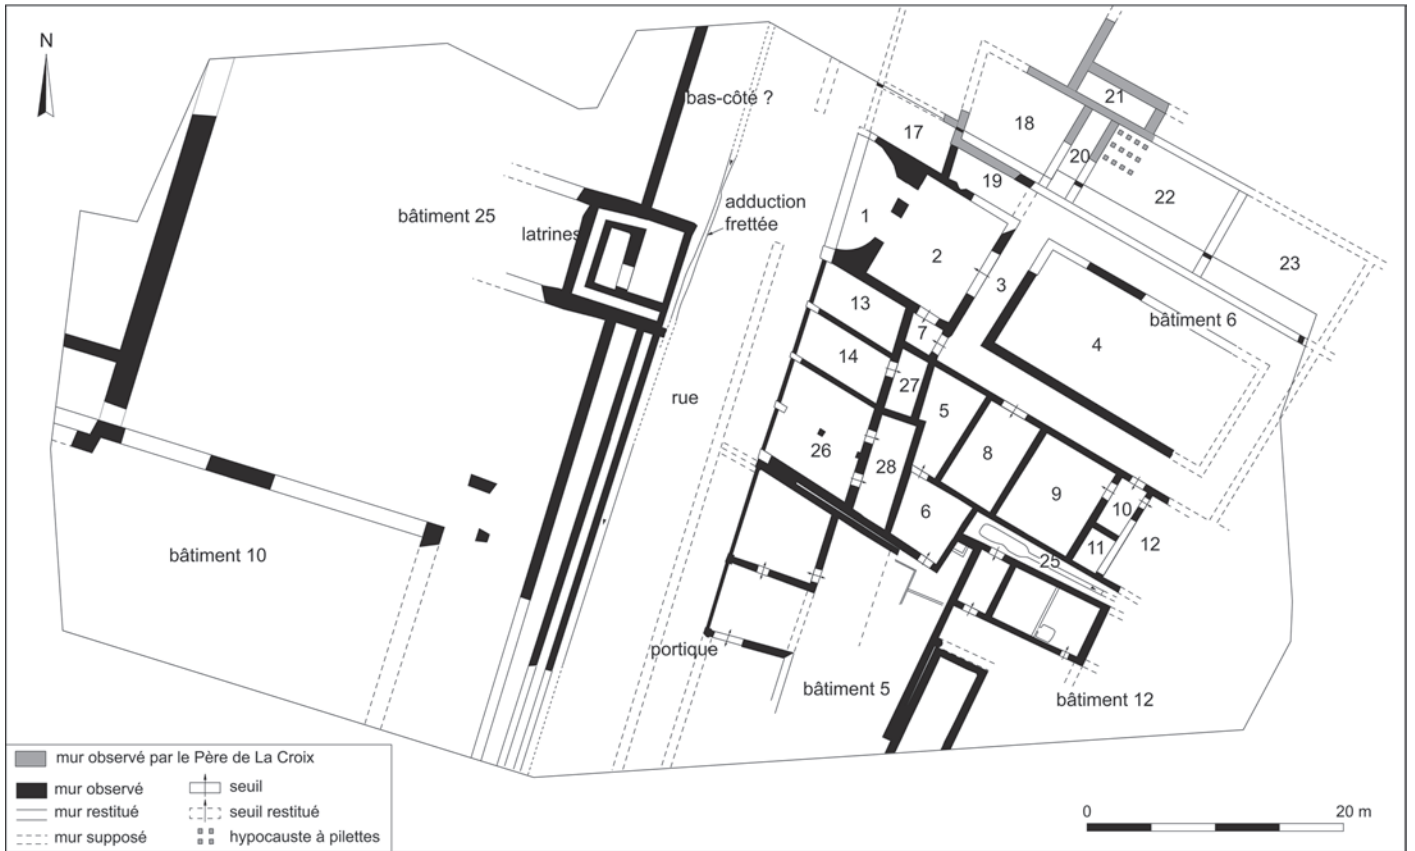 N
bas-côté ?
21
17
18
20
19
22
adduction
frettée
bâtiment 25
latrines
1
2
3
23
13
7
bâtiment 6
4
14
27
rue
5
26
28
8
9
6
10
11
12
25
bâtiment 10
portique
bâtiment 5
bâtiment 12
mur observé par le Père de La Croix
mur observé
seuil
mur restitué
seuil restitué
mur supposé
hypocauste à pilettes
0
20 m